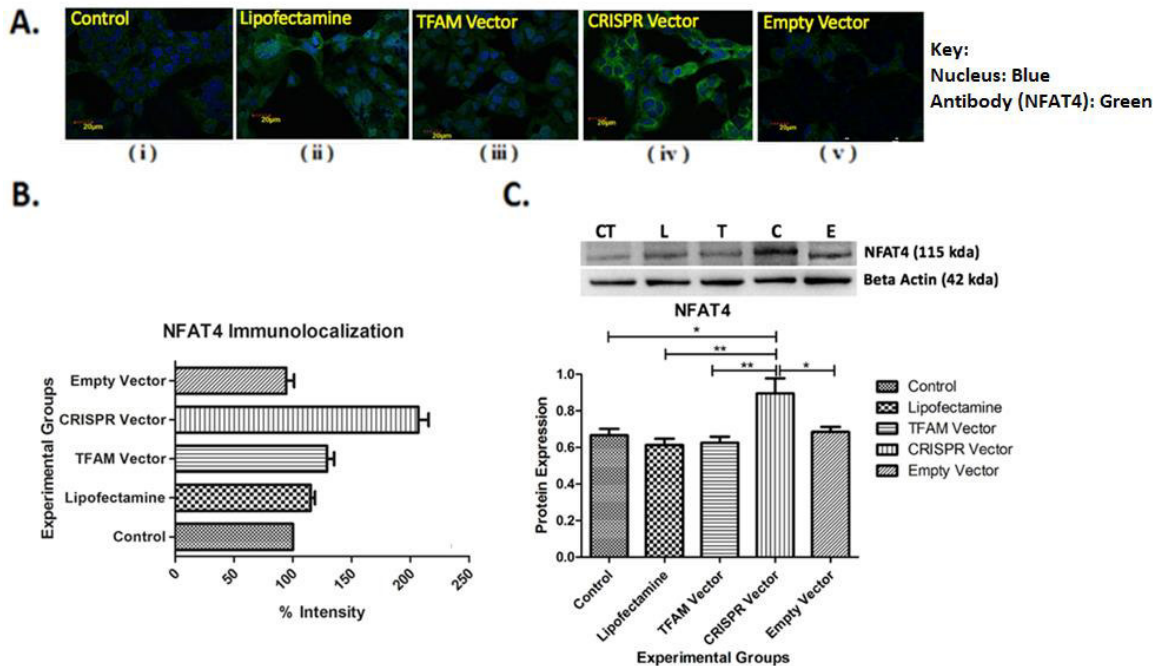 A.
Control
Lipofectamine
TFAM Vector
CRISPR Vector
Empty Vector
20µm
20µm
20µm
20µm
20µm
( i )
( ii )
( iii )
( iv )
( v )
Key:
Nucleus: Blue
Antibody (NFAT4): Green
B.
NFAT4 Immunolocalization
Experimental Groups
Empty Vector
CRISPR Vector
TFAM Vector
Lipofectamine
Control
0
50
100
150
200
250
% Intensity
C.
CT L T C E
NFAT4 (115 kda)
Beta Actin (42 kda)
NFAT4
*
**
** *
Protein Expression
1.0
0.8
0.6
0.4
0.2
0.0
Control
Lipofectamine
TFAM Vector
CRISPR Vector
Empty Vector
Experimental Groups
Control
Lipofectamine
TFAM Vector
CRISPR Vector
Empty Vector